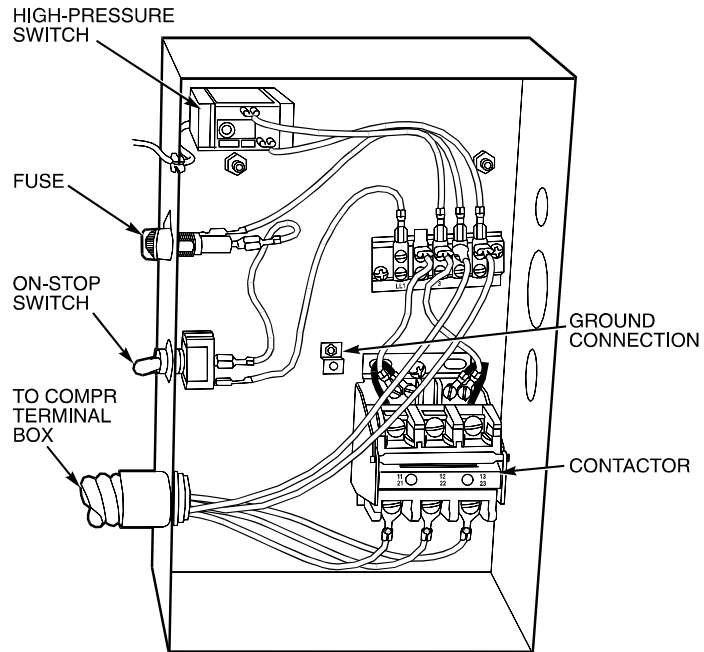 HIGH-PRESSURE
SWITCH
FUSE
ON-STOP
SWITCH
GROUND
CONNECTION
TO COMPR
TERMINAL
BOX
CONTACTOR
LL1
3
11 12 13
21 22 23